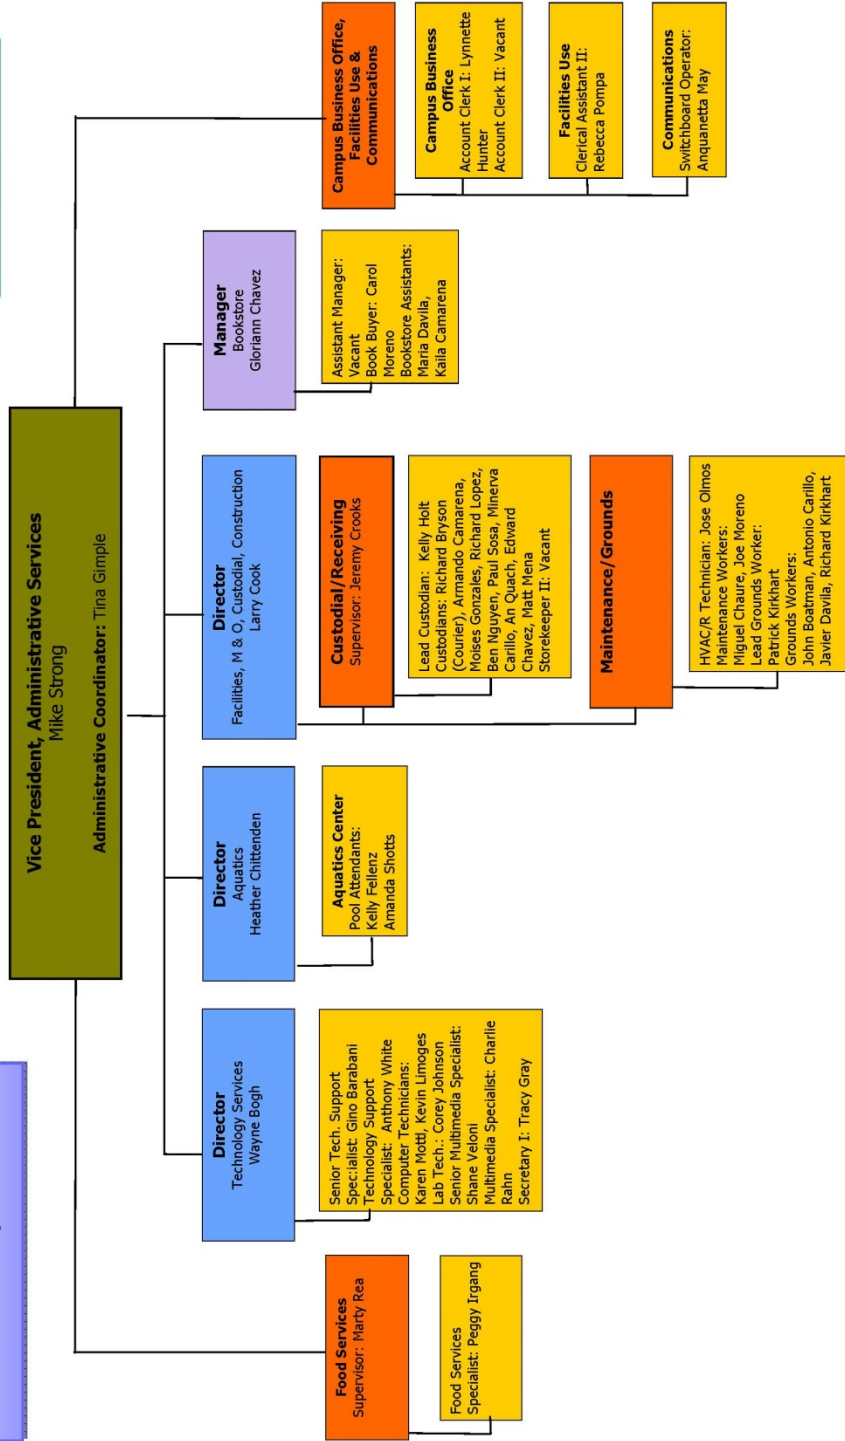 Vice President, Administrative Services
Mike Strong
Administrative Coordinator: Tina Gimple
Food Services
Supervisor: Marty Rea
Food Services
Specialist: Peggy Irgang
Director
Technology Services
Wayne Bogh
Senior Tech. Support
Spec:ialist: Gino Barabani
Technology Support
Specialist: Anthony White
Computer Technicians:
Karen Mottl, Kevin Limoges
Lab Tech.: Corey Johnson
Senior Multimedia Specialist:
Shane Veloni
Multimedia Specialist: Charlie
Rahn
Secretary I: Tracy Gray
Director
Aquatics
Heather Chittenden
Aquatics Center
Pool Attendants:
Kelly Fellenz
Amanda Shotts
Director
Facilities, M & O, Custodial, Construction
Larry Cook
Custodial/Receiving
Supervisor: Jeremy Crooks
Lead Custodian: Kelly Holt
Custodians: Richard Bryson
(Courier), Armando Camarena,
Moises Gonzales, Richard Lopez,
Ben Nguyen, Paul Sosa, Minerva
Carillo, An Quach, Edward
Chavez, Matt Mena
Storekeeper II: Vacant
Maintenance/Grounds
HVAC/R Technician: Jose Olmos
Maintenance Workers:
Miguel Chaure, Joe Moreno
Lead Grounds Worker:
Patrick Kirkhart
Grounds Workers:
John Boatman, Antonio Carillo,
Javier Davila, Richard Kirkhart
Manager
Bookstore
Gloriann Chavez
Assistant Manager:
Vacant
Book Buyer: Carol
Moreno
Bookstore Assistants:
Maria Davila,
Kaila Camarena
Campus Business Office,
Facilities Use &
Communications
Campus Business
Office
Account Clerk I: Lynnette
Hunter
Account Clerk II: Vacant
Facilities Use
Clerical Assistant II:
Rebecca Pompa
Communications
Switchboard Operator:
Anquanetta May